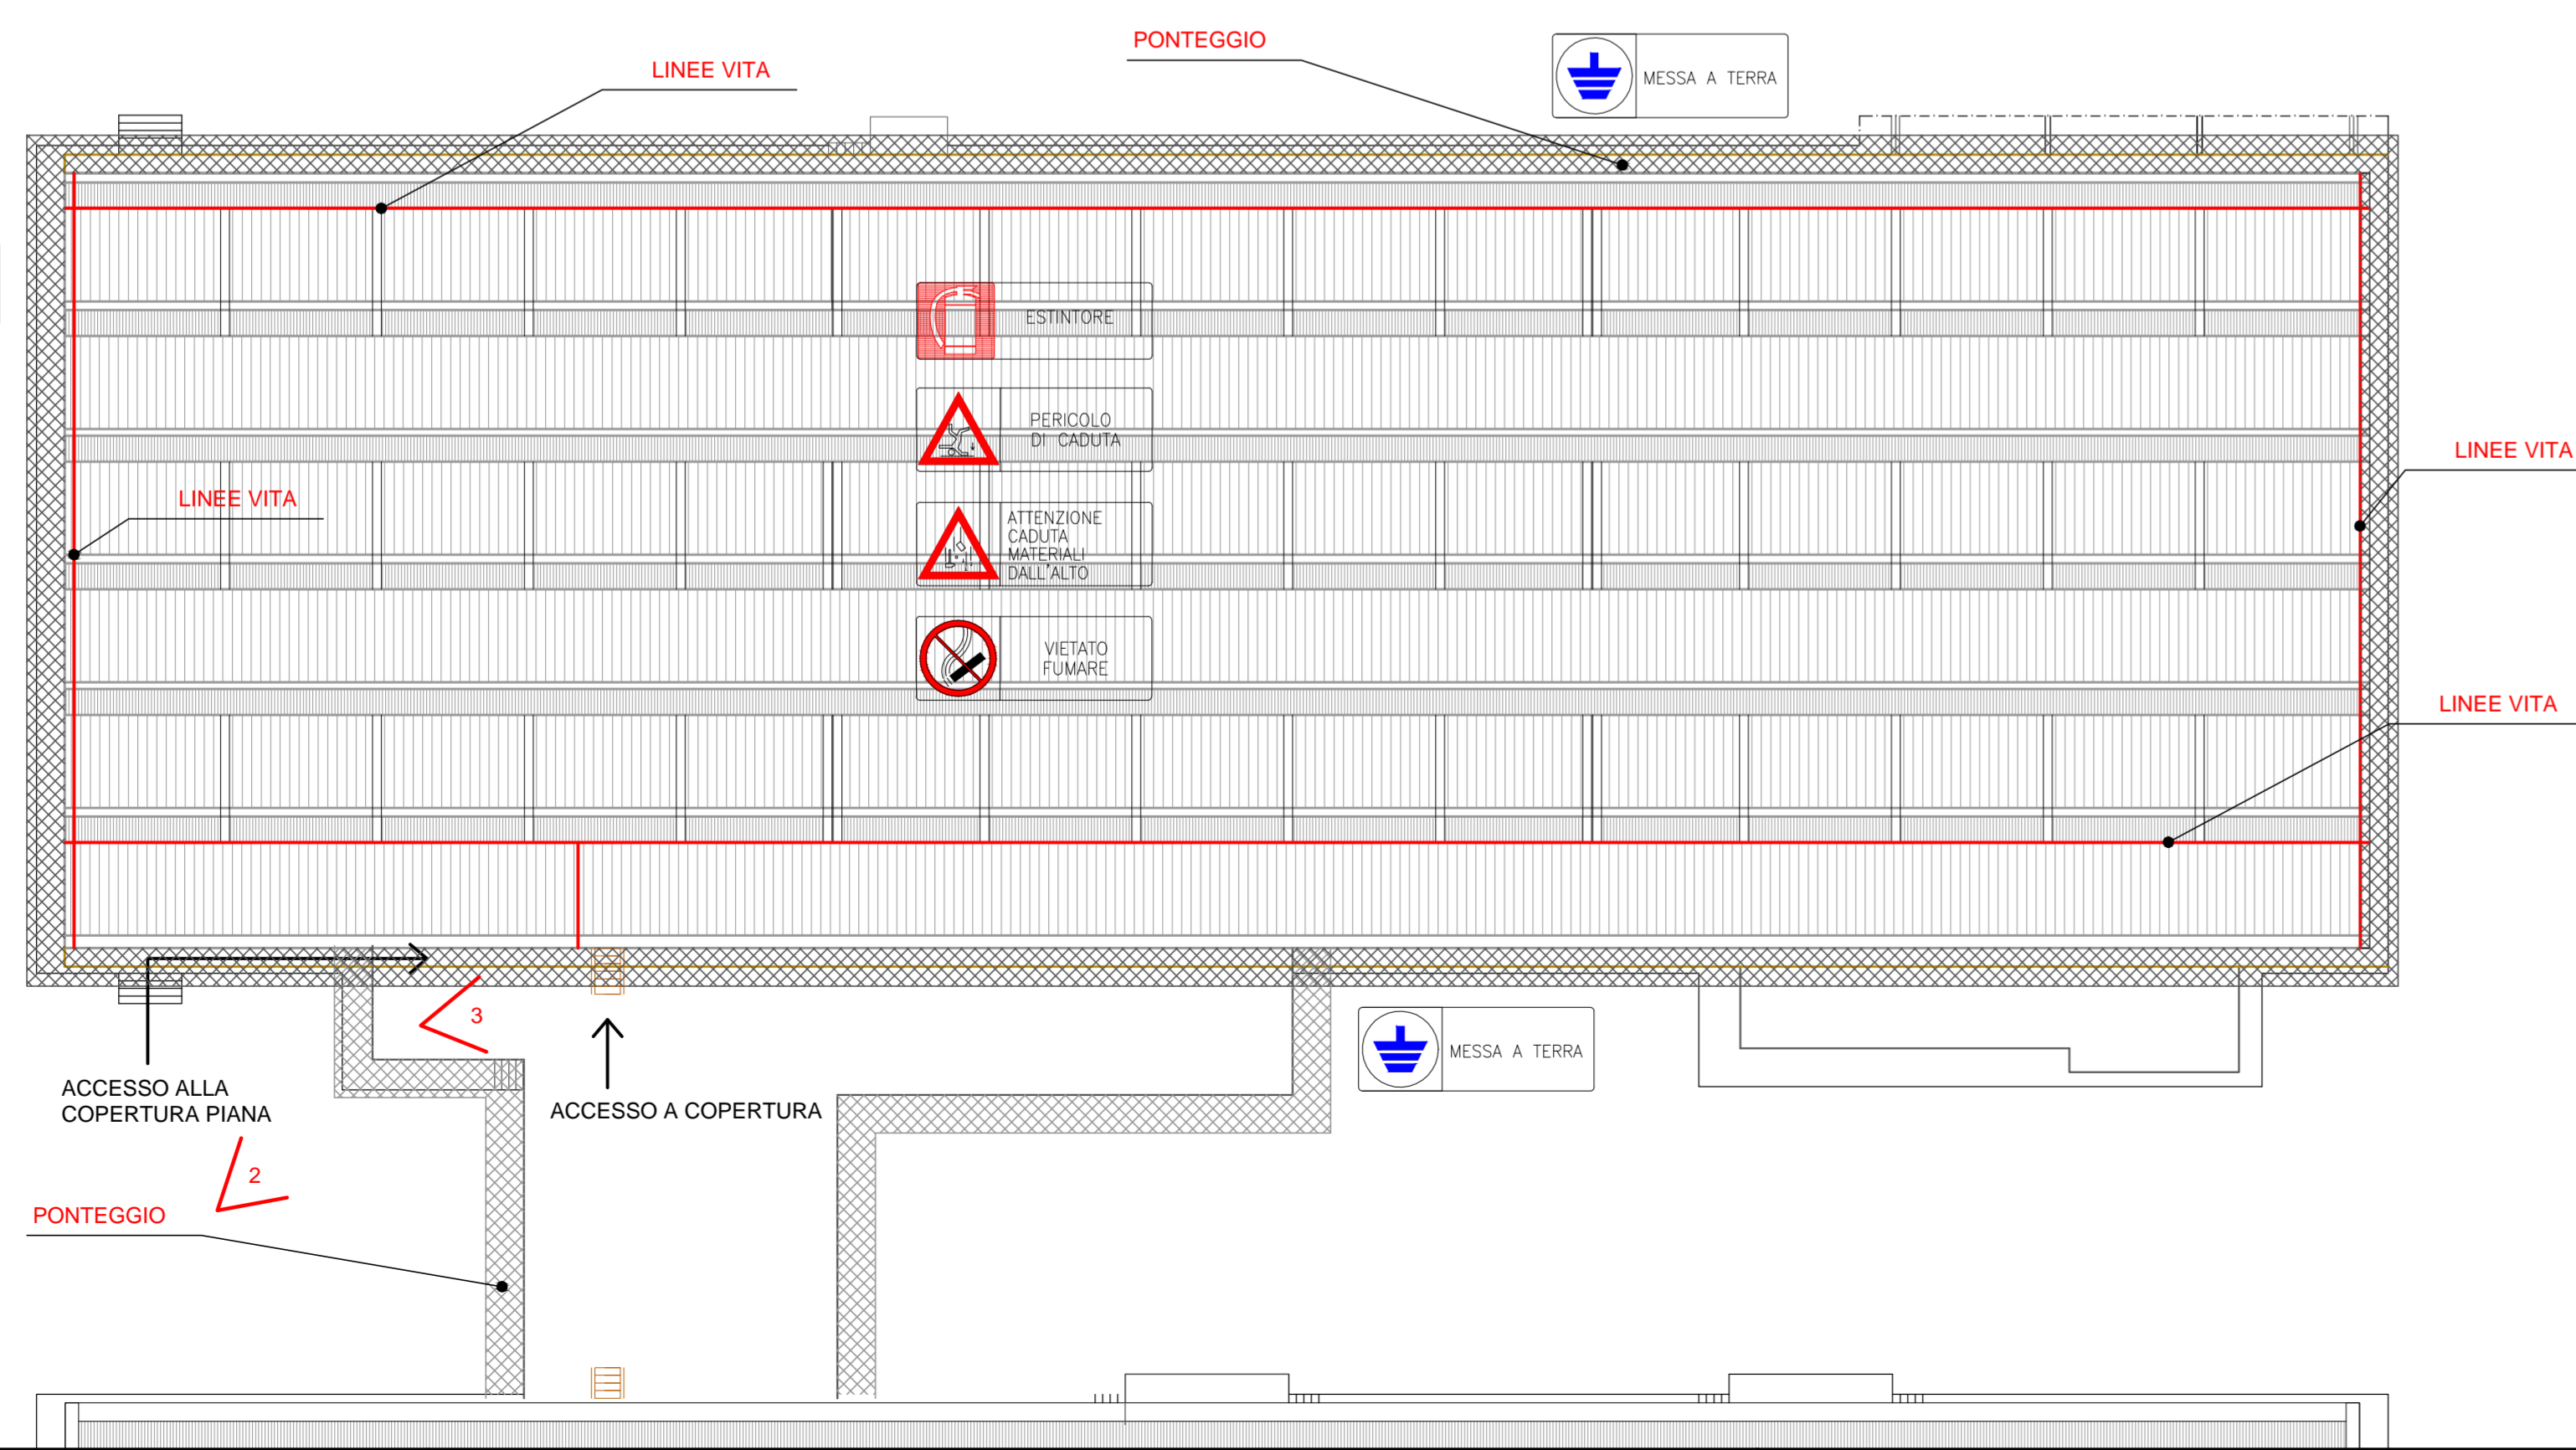 PONTEGGIO
LINEE VITA
MESSA A TERRA
ESTINTORE
PERICOLO
DI CADUTA
LINEE VITA
LINEE VITA
ATTENZIONE
CADUTA
MATERIALI
DALL'ALTO
VIETATO
FUMARE
LINEE VITA
3
MESSA A TERRA
ACCESSO ALLA
COPERTURA PIANA
ACCESSO A COPERTURA
2
PONTEGGIO